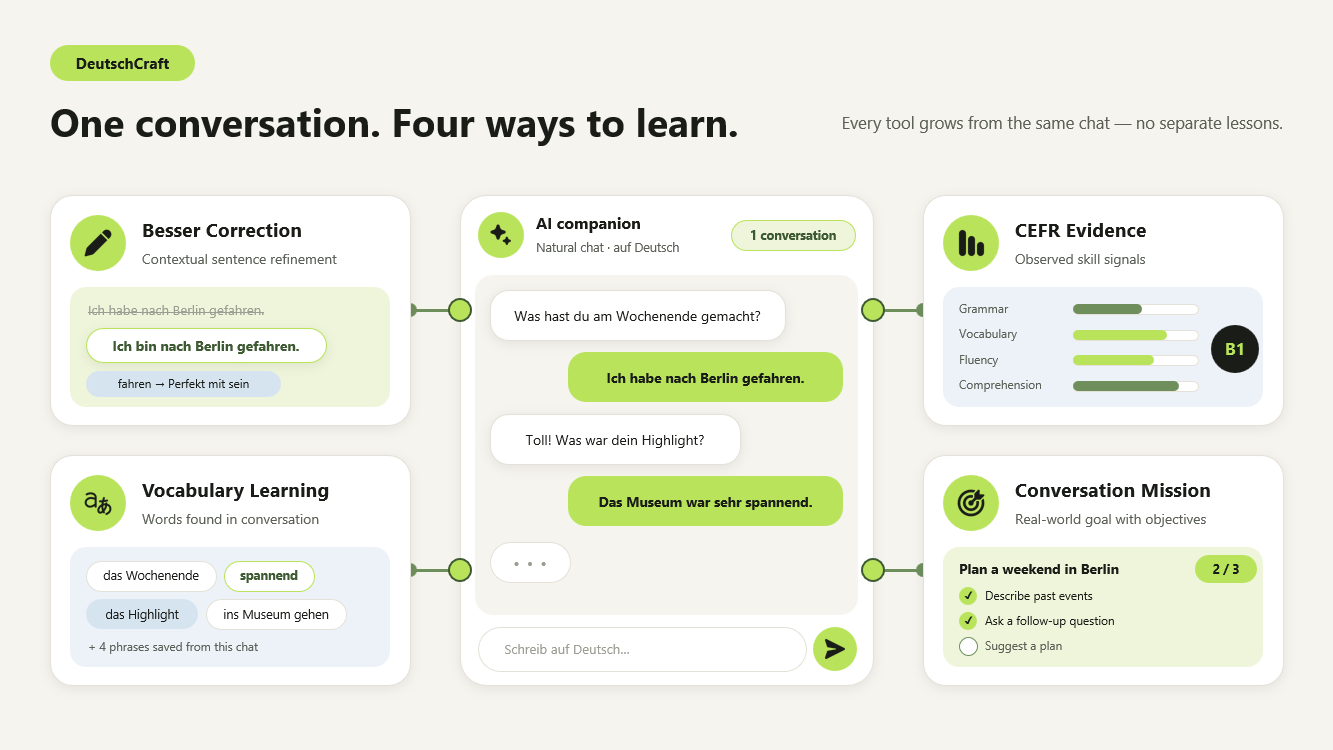 DeutschCraft
One conversation. Four ways to learn.
Every tool grows from the same chat — no separate lessons.
Besser Correction
Contextual sentence refinement
Ich habe nach Berlin gefahren.
Ich bin nach Berlin gefahren.
fahren → Perfekt mit sein
Vocabulary Learning
Words found in conversation
das Wochenende
spannend
das Highlight
ins Museum gehen
+ 4 phrases saved from this chat
AI companion
Natural chat · auf Deutsch
1 conversation
Was hast du am Wochenende gemacht?
Ich habe nach Berlin gefahren.
Toll! Was war dein Highlight?
Das Museum war sehr spannend.
Schreib auf Deutsch...
CEFR Evidence
Observed skill signals
Grammar
Vocabulary
Fluency
Comprehension
B1
Conversation Mission
Real-world goal with objectives
Plan a weekend in Berlin
2 / 3
Describe past events
Ask a follow-up question
Suggest a plan